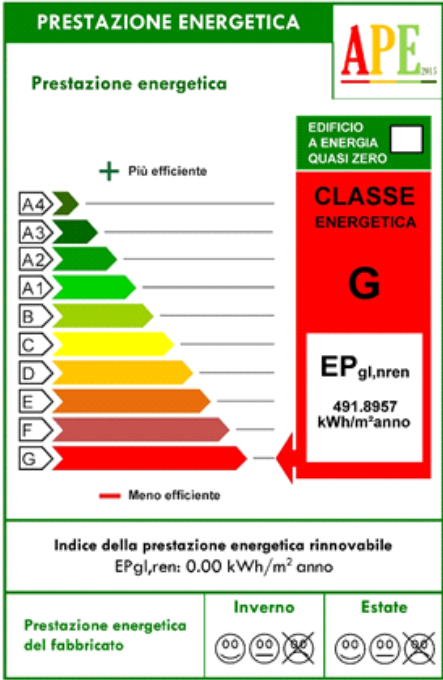 PRESTAZIONE ENERGETICA
APE 2015
Prestazione energetica
EDIFICIO
A ENERGIA
QUASI ZERO
+ Più efficiente
CLASSE
ENERGETICA
G
A4
A3
A2
A1
B
C
D
E
F
G
EPgl,nren
491.8957
kWh/m²anno
Meno efficiente
Indice della prestazione energetica rinnovabile
EPgl,ren: 0.00 kWh/m² anno
Prestazione energetica
del fabbricato
Inverno
Estate